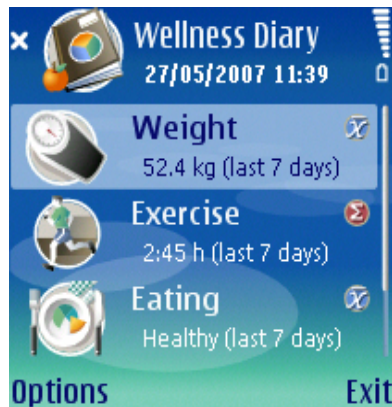 Wellness Diary
27/05/2007 11:39
Weight
52.4 kg (last 7 days)
Exercise
2:45 h (last 7 days)
Eating
Healthy (last 7 days)
Options Exit